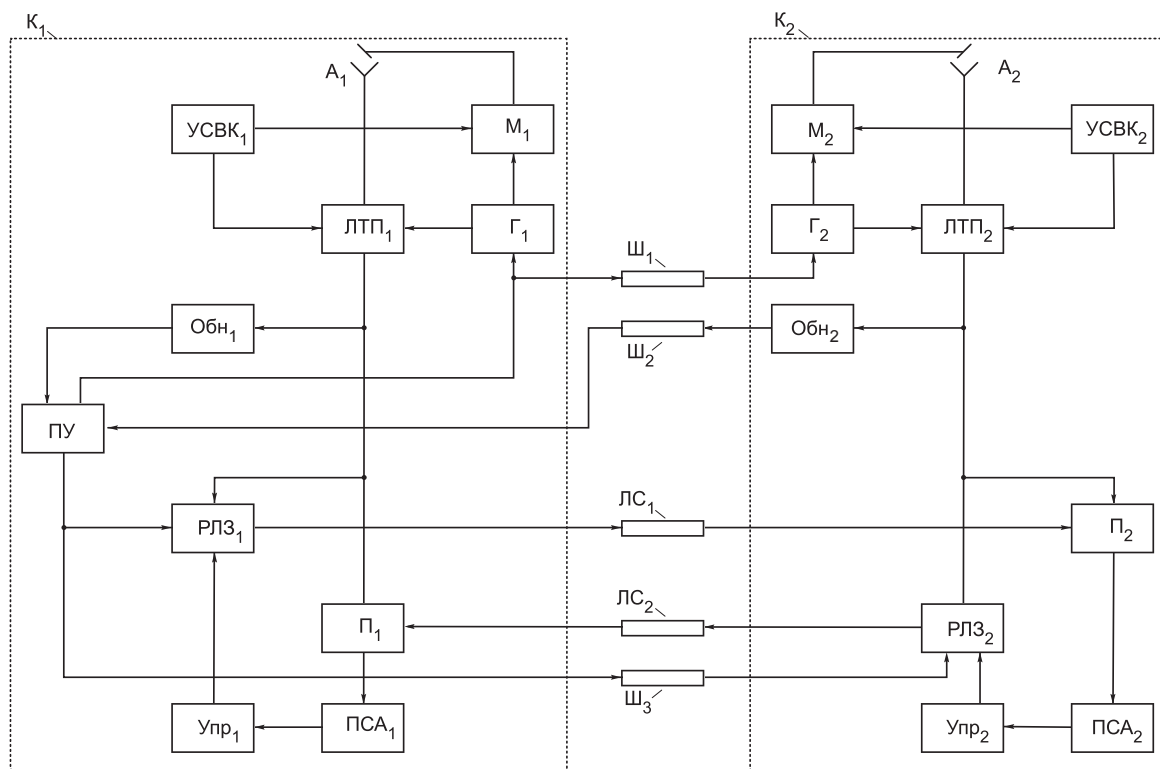 К₁
К₂
А₁
А₂
УСВК₁
М₁
М₂
УСВК₂
ЛТП₁
Г₁
Г₂
ЛТП₂
Ш₁
Обн₁
Обн₂
Ш₂
ПУ
ЛС₁
РЛЗ₁
П₂
ЛС₂
П₁
РЛЗ₂
Ш₃
Упр₁
ПСА₁
Упр₂
ПСА₂